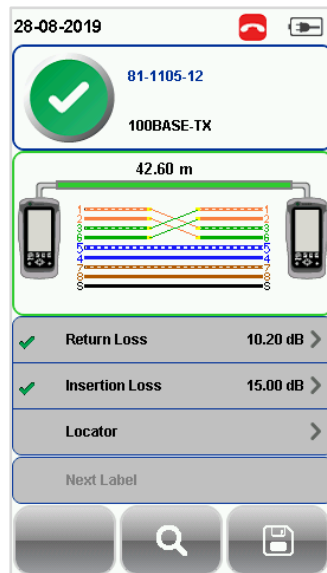 28-08-2019
81-1105-12
100BASE-TX
42.60 m
1 1
2 2
3 3
6 6
5 5
4 4
7 7
8 8
S S
Return Loss 10.20 dB
Insertion Loss 15.00 dB
Locator
Next Label